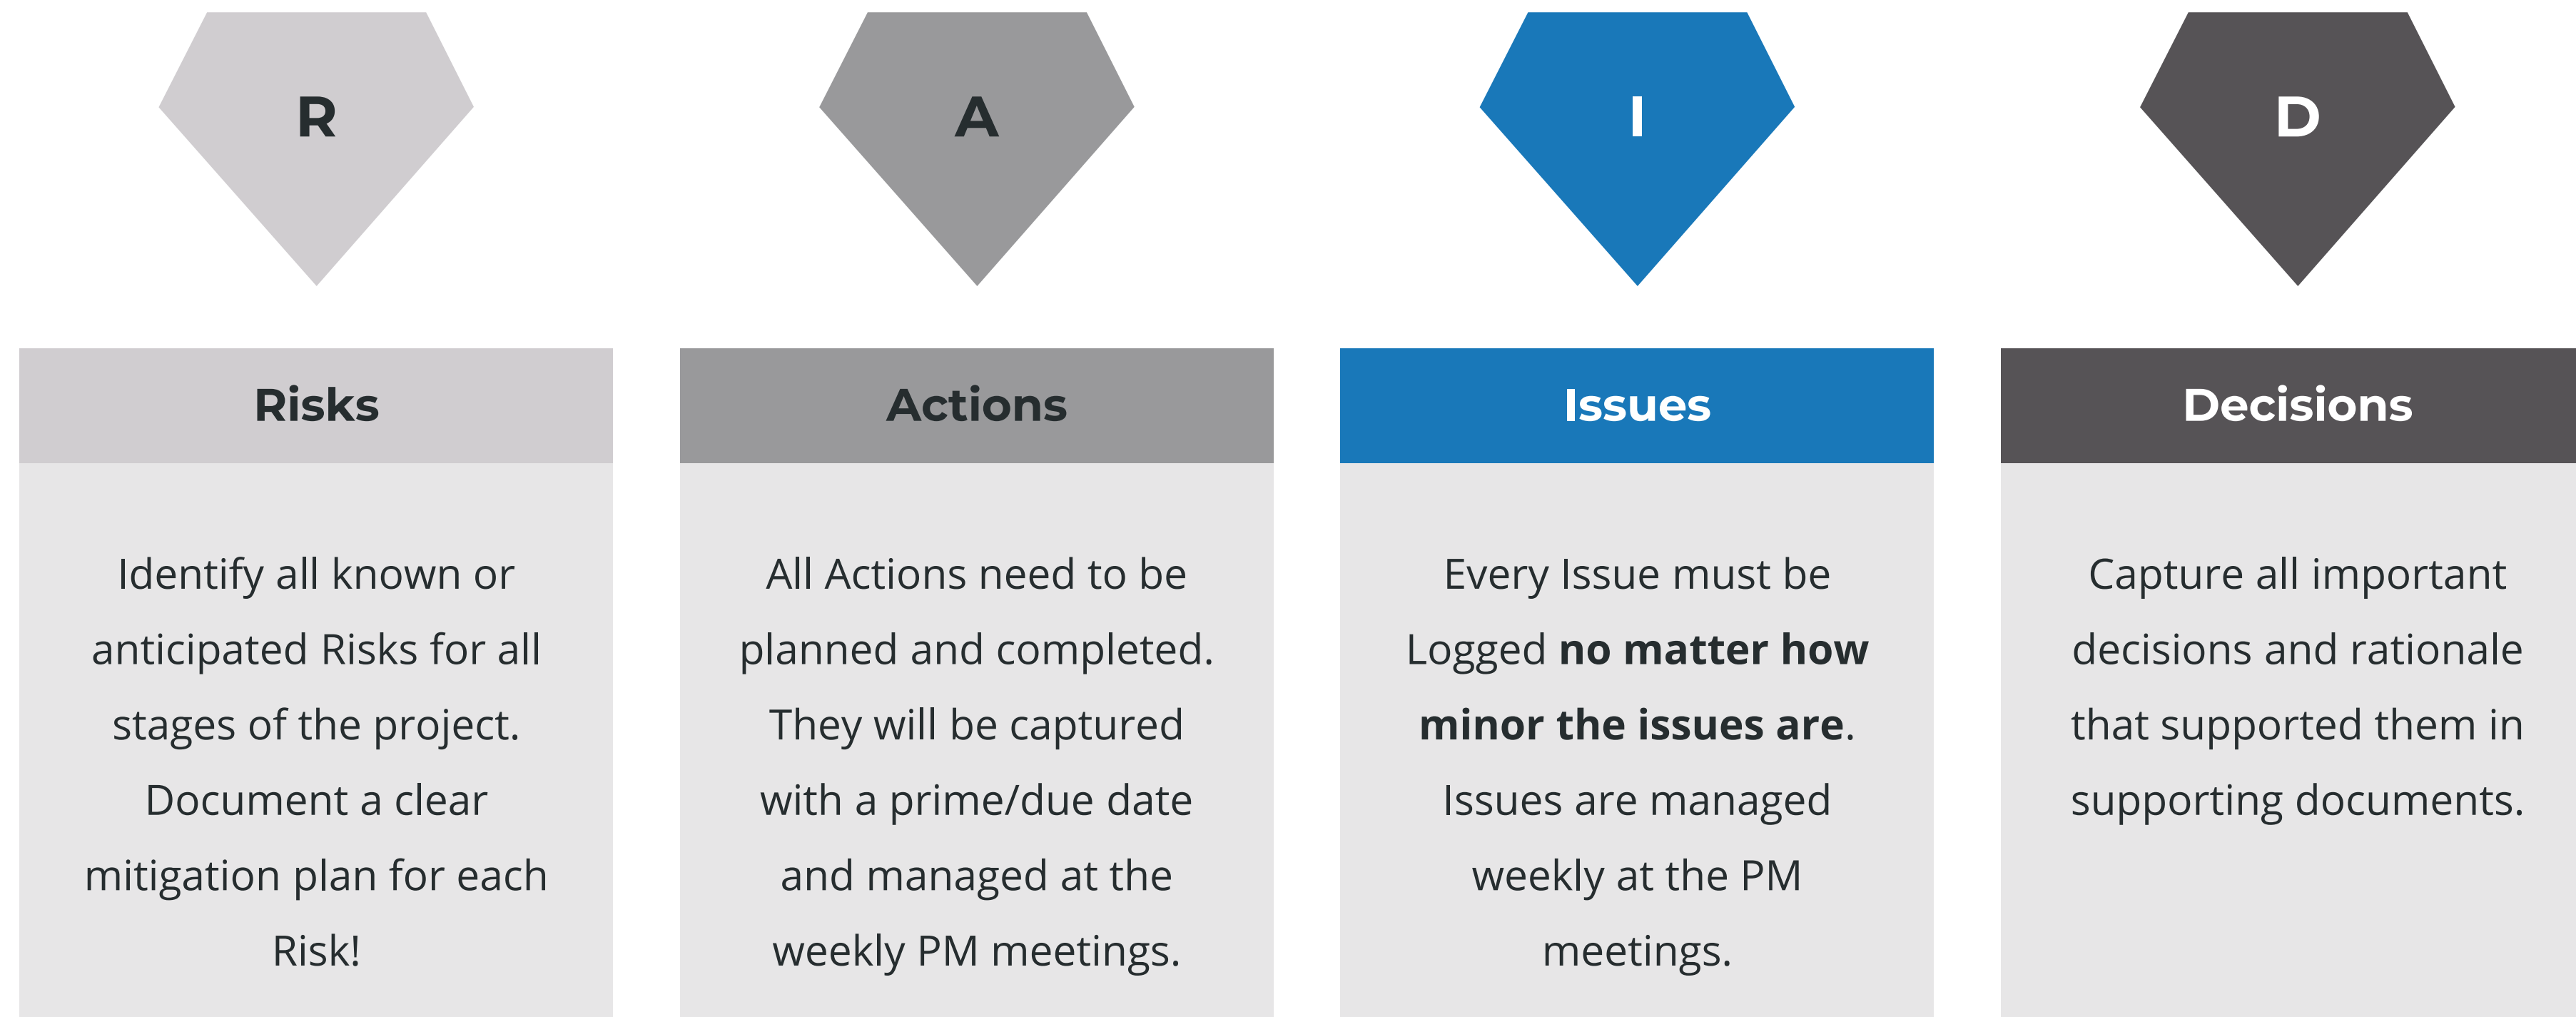 R
A
I
D
Risks
Identify all known or
anticipated Risks for all
stages of the project.
Document a clear
mitigation plan for each
Risk!
Actions
All Actions need to be
planned and completed.
They will be captured
with a prime/due date
and managed at the
weekly PM meetings.
Issues
Every Issue must be
Logged no matter how
minor the issues are.
Issues are managed
weekly at the PM
meetings.
Decisions
Capture all important
decisions and rationale
that supported them in
supporting documents.